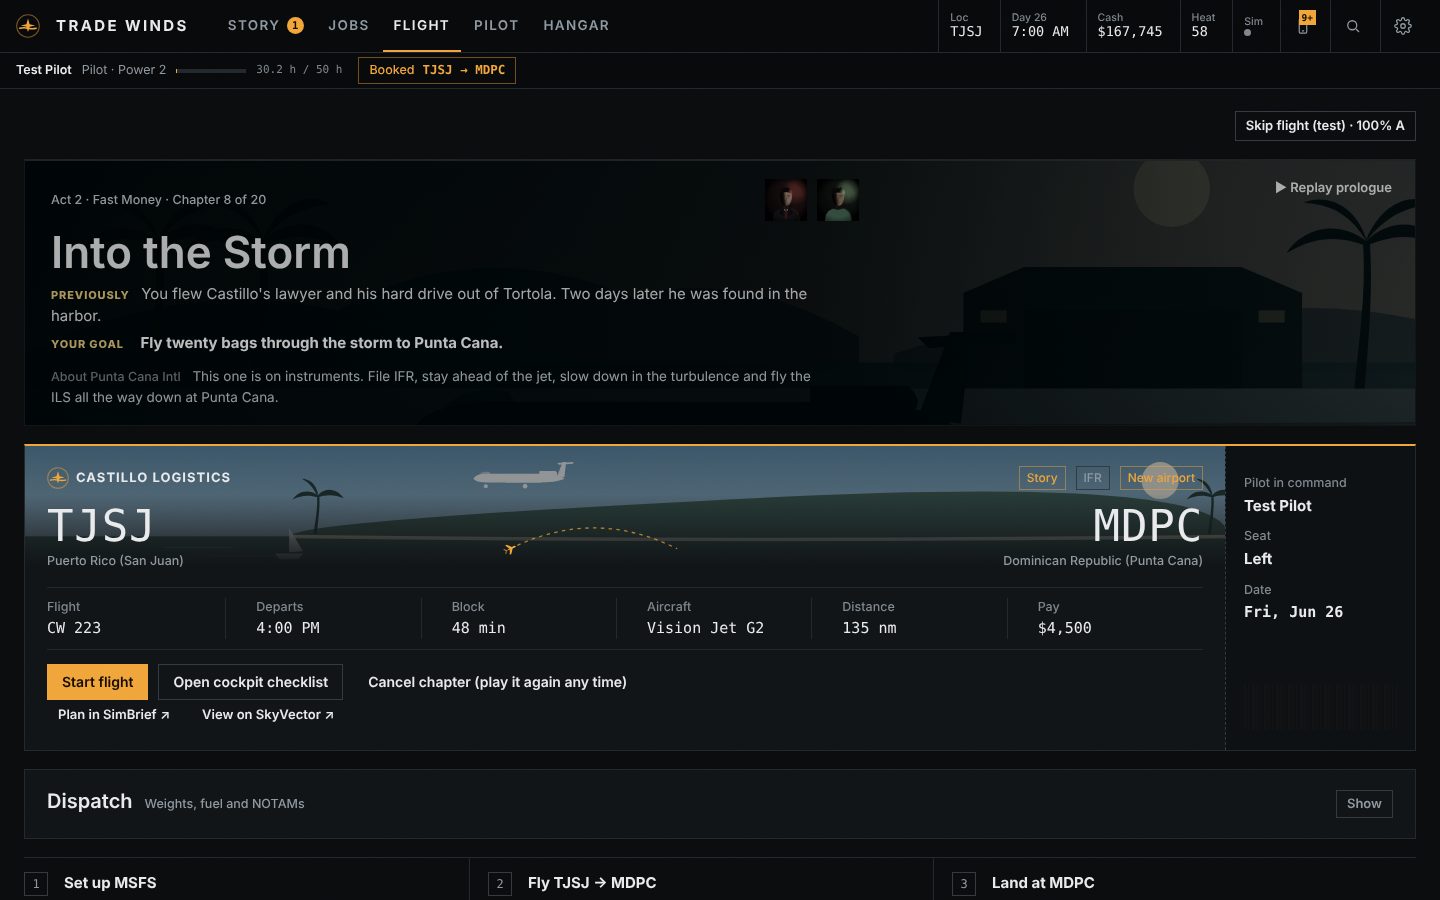 TRADE WINDS
STORY 1
JOBS
FLIGHT
PILOT
HANGAR
Loc
TJSJ
Day 26
7:00 AM
Cash
$167,745
Heat
58
Sim
9+
Test Pilot Pilot · Power 2
30.2 h / 50 h
Booked TJSJ → MDPC
Skip flight (test) · 100% A
Act 2 · Fast Money · Chapter 8 of 20
▶ Replay prologue
Into the Storm
PREVIOUSLY You flew Castillo's lawyer and his hard drive out of Tortola. Two days later he was found in the
harbor.
YOUR GOAL Fly twenty bags through the storm to Punta Cana.
About Punta Cana Intl This one is on instruments. File IFR, stay ahead of the jet, slow down in the turbulence and fly the
ILS all the way down at Punta Cana.
CASTILLO LOGISTICS
Story
IFR
New airport
TJSJ
Puerto Rico (San Juan)
MDPC
Dominican Republic (Punta Cana)
Flight
CW 223
Departs
4:00 PM
Block
48 min
Aircraft
Vision Jet G2
Distance
135 nm
Pay
$4,500
Start flight
Open cockpit checklist
Cancel chapter (play it again any time)
Plan in SimBrief ↗
View on SkyVector ↗
Pilot in command
Test Pilot
Seat
Left
Date
Fri, Jun 26
Dispatch Weights, fuel and NOTAMs
Show
1 Set up MSFS
2 Fly TJSJ → MDPC
3 Land at MDPC